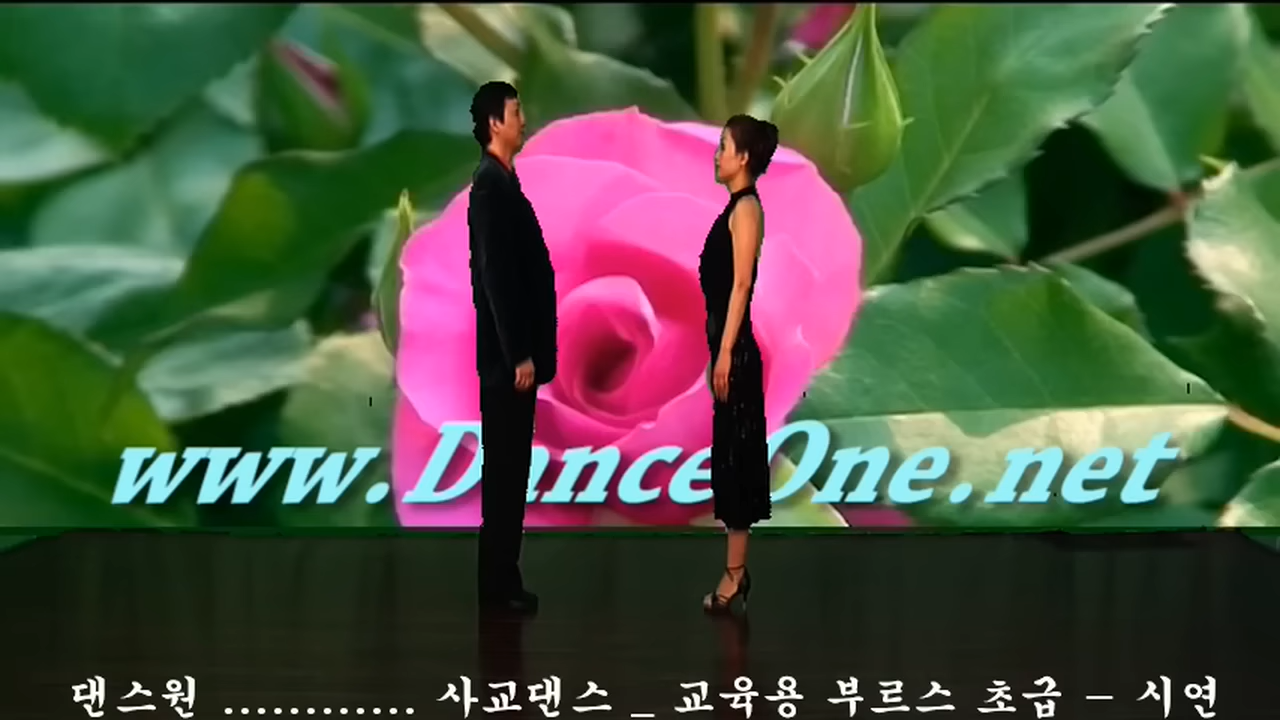 www.DanceOne.net
댄스원 ............ 사교댄스 _ 교육용 부르스 초급 - 시연